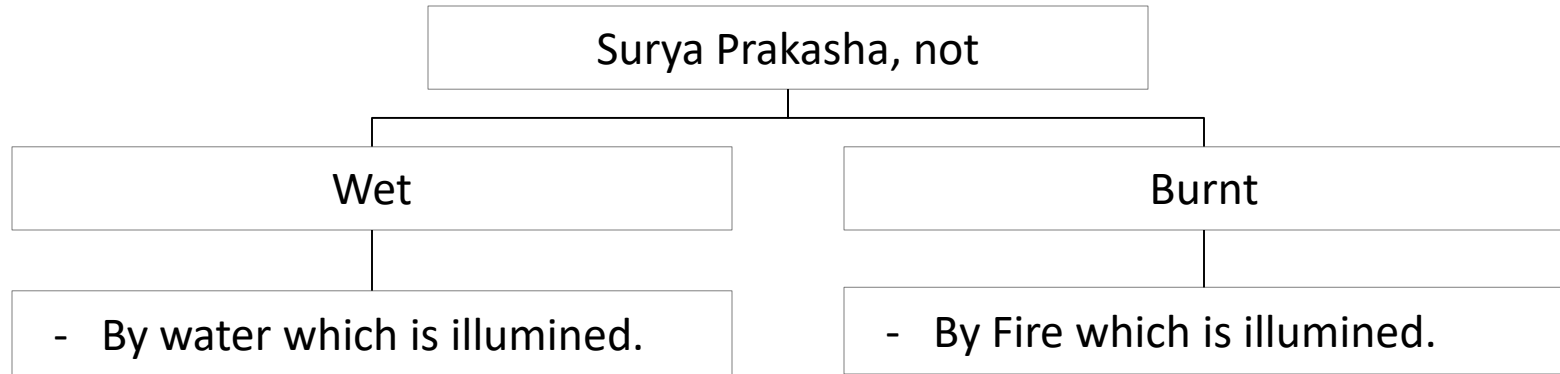 Surya Prakasha, not
Wet
Burnt
- By water which is illumined.
- By Fire which is illumined.